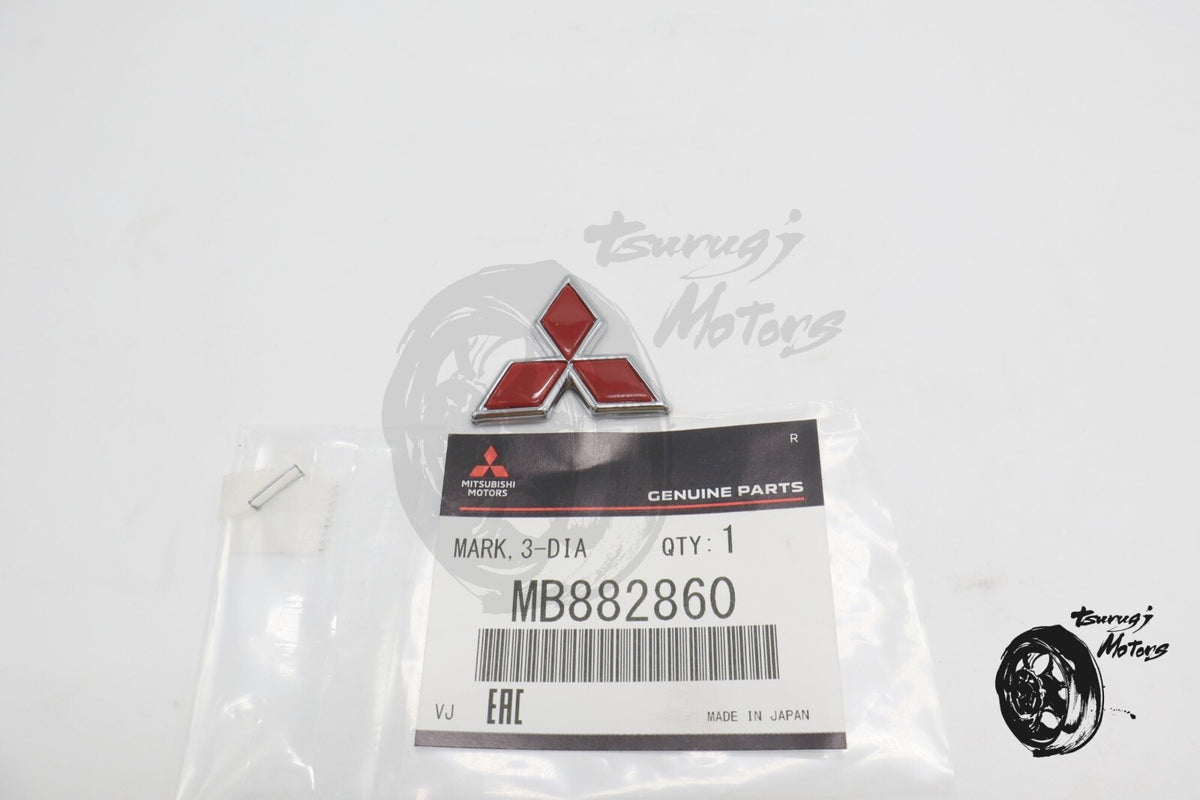 Tsurugi
Motors
R
MITSUBISHI
MOTORS
GENUINE PARTS
MARK, 3-DIA QTY: 1
MB882860
VJ EAC MADE IN JAPAN
Tsurugi
Motors